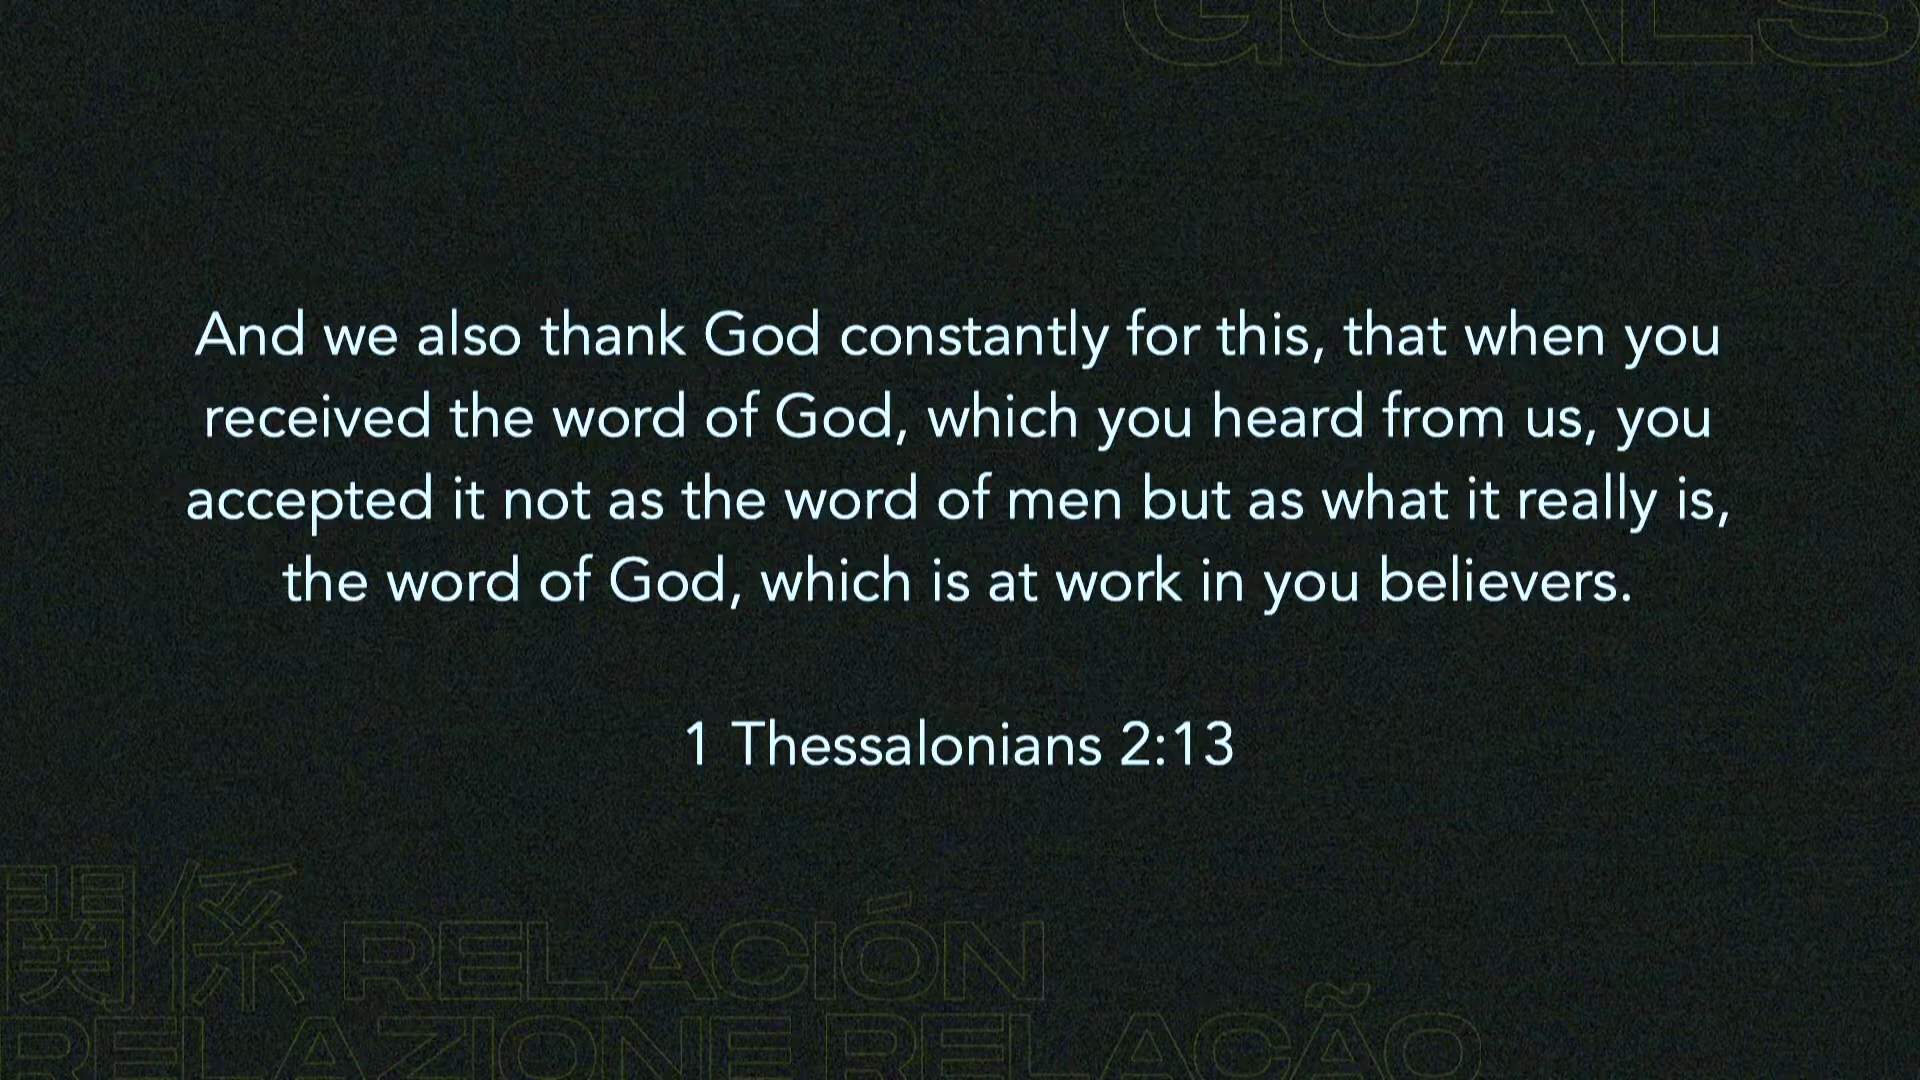 GOALS
And we also thank God constantly for this, that when you
received the word of God, which you heard from us, you
accepted it not as the word of men but as what it really is,
the word of God, which is at work in you believers.
1 Thessalonians 2:13
関係 RELACIÓN
RELAZIONE RELACÃO